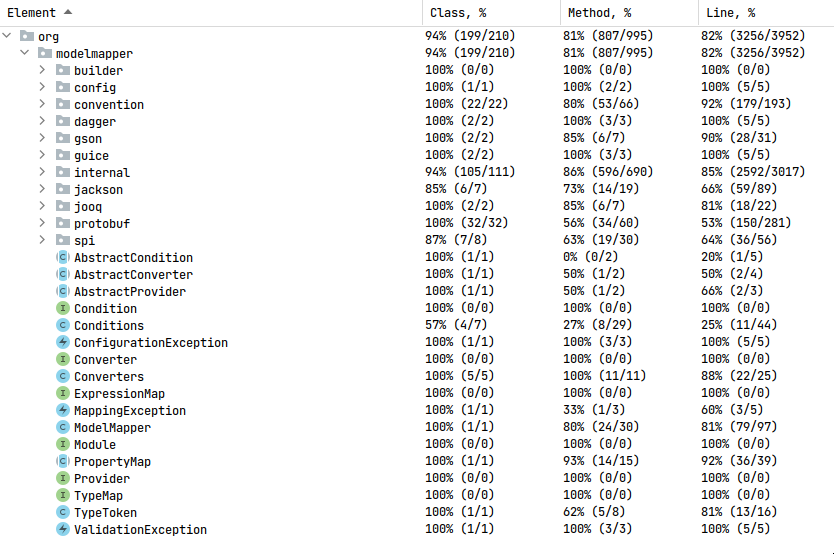 Element Class, % Method, % Line, %
org 94% (199/210) 81% (807/995) 82% (3256/3952)
modelmapper 94% (199/210) 81% (807/995) 82% (3256/3952)
builder 100% (0/0) 100% (0/0) 100% (0/0)
config 100% (1/1) 100% (2/2) 100% (5/5)
convention 100% (22/22) 80% (53/66) 92% (179/193)
dagger 100% (2/2) 100% (3/3) 100% (5/5)
gson 100% (2/2) 85% (6/7) 90% (28/31)
guice 100% (2/2) 100% (3/3) 100% (5/5)
internal 94% (105/111) 86% (596/690) 85% (2592/3017)
jackson 85% (6/7) 73% (14/19) 66% (59/89)
jooq 100% (2/2) 85% (6/7) 81% (18/22)
protobuf 100% (32/32) 56% (34/60) 53% (150/281)
spi 87% (7/8) 63% (19/30) 64% (36/56)
AbstractCondition 100% (1/1) 0% (0/2) 20% (1/5)
AbstractConverter 100% (1/1) 50% (1/2) 50% (2/4)
AbstractProvider 100% (1/1) 50% (1/2) 66% (2/3)
Condition 100% (0/0) 100% (0/0) 100% (0/0)
Conditions 57% (4/7) 27% (8/29) 25% (11/44)
ConfigurationException 100% (1/1) 100% (3/3) 100% (5/5)
Converter 100% (0/0) 100% (0/0) 100% (0/0)
Converters 100% (5/5) 100% (11/11) 88% (22/25)
ExpressionMap 100% (0/0) 100% (0/0) 100% (0/0)
MappingException 100% (1/1) 33% (1/3) 60% (3/5)
ModelMapper 100% (1/1) 80% (24/30) 81% (79/97)
Module 100% (0/0) 100% (0/0) 100% (0/0)
PropertyMap 100% (1/1) 93% (14/15) 92% (36/39)
Provider 100% (0/0) 100% (0/0) 100% (0/0)
TypeMap 100% (0/0) 100% (0/0) 100% (0/0)
TypeToken 100% (1/1) 62% (5/8) 81% (13/16)
ValidationException 100% (1/1) 100% (3/3) 100% (5/5)